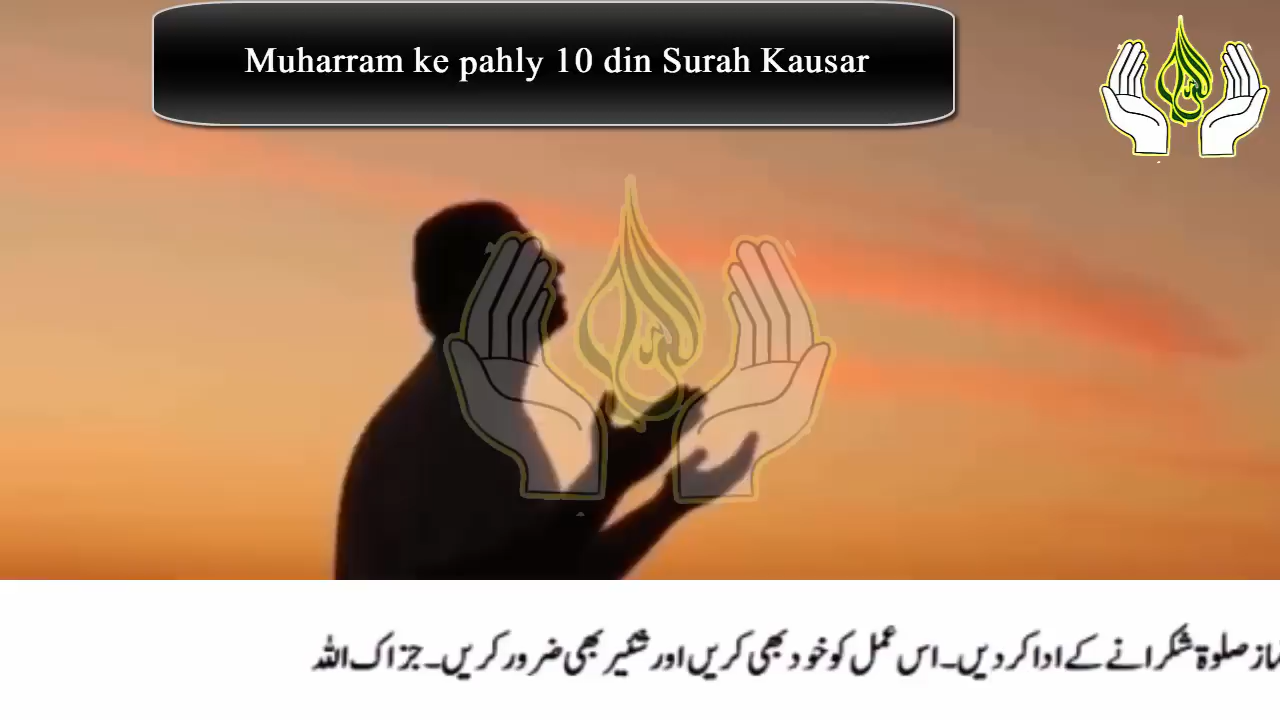 Muharram ke pahly 10 din Surah Kausar
صلوۃ شکرانے کے ادا کر دیں۔ اس عمل کو خود بھی کریں اور شئیر بھی ضرور کریں۔ جزاک اللہ